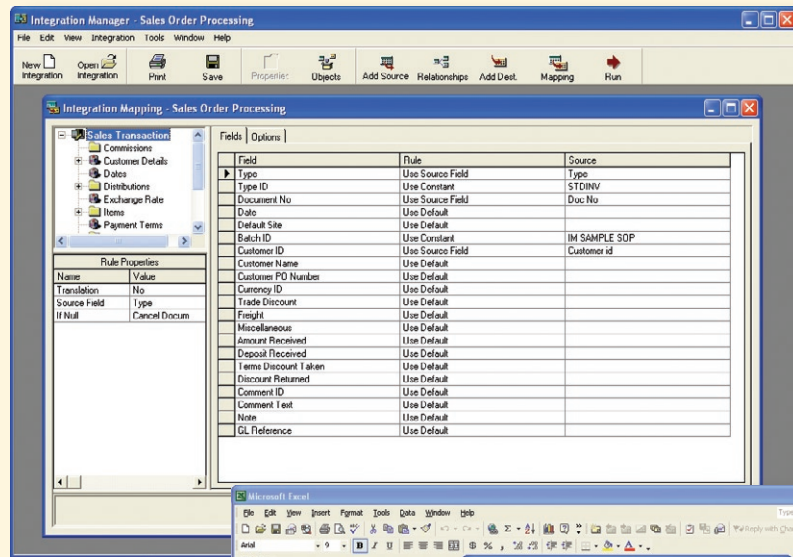 Integration Manager - Sales Order Processing
File Edit View Integration Tools Window Help
New Integration Open Integration Print Save Properties Objects Add Source Relationships Add Dest. Mapping Run
Integration Mapping - Sales Order Processing
Sales Transaction
Commissions
Customer Details
Dates
Distributions
Exchange Rate
Items
Payment Terms
Rule Properties
Name Value
Translation No
Source Field Type
If Null Cancel Docum
Fields Options
Field Rule Source
Type Use Source Field Type
Type ID Use Constant STDINV
Document No Use Source Field Doc No
Date Use Default
Default Site Use Default
Batch ID Use Constant IM SAMPLE SOP
Customer ID Use Source Field Customer id
Customer Name Use Default
Customer PO Number Use Default
Currency ID Use Default
Trade Discount Use Default
Freight Use Default
Miscellaneous Use Default
Amount Received Use Default
Deposit Received Use Default
Terms Discount Taken Use Default
Discount Returned Use Default
Comment ID Use Default
Comment Text Use Default
Note Use Default
GL Reference Use Default
Microsoft Excel
File Edit View Insert Format Tools Data Window Help Type
Reply with Cha
Arial 9 B I U $ % ,